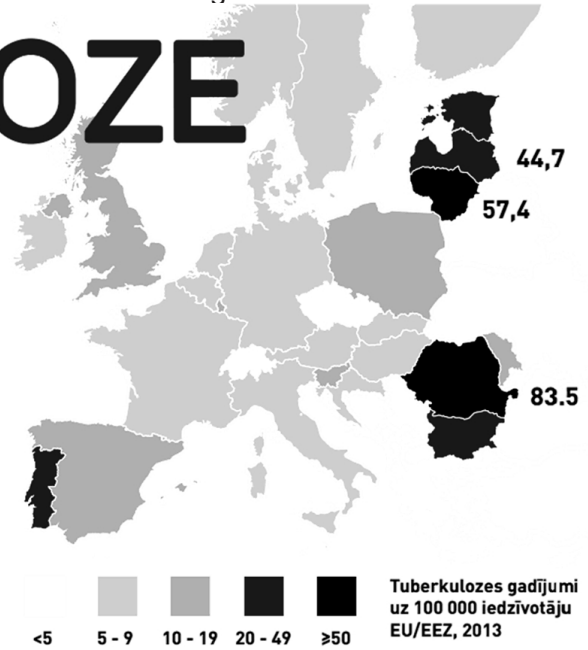 OZE
44,7
57,4
83.5
<5 5 - 9 10 - 19 20 - 49 ≥50
Tuberkulozes gadījumi
uz 100 000 iedzīvotāju
EU/EEZ, 2013